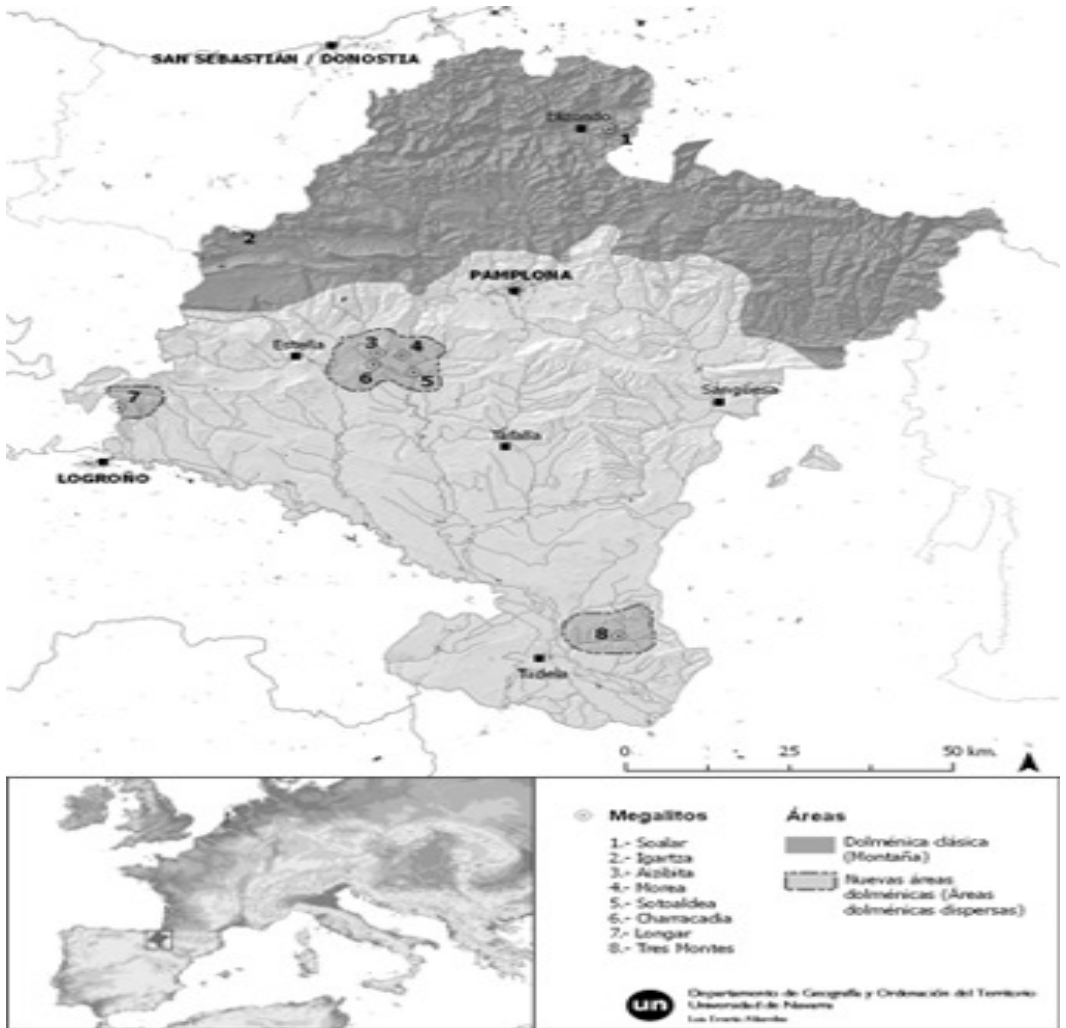 SAN SEBASTIÁN / DONOSTIA
Elizondo
1
2
PAMPLONA
Estella
3
4
6
5
7
Sangüesa
Tafalla
LOGROÑO
8
Tudela
0 25 50 km.
Megalitos
1.- Soalar
2.- Igartza
3.- Aizibita
4.- Morea
5.- Sotoaldea
6.- Charracadia
7.- Longar
8.- Tres Montes
Áreas
Dolménica clásica
(Montaña)
Nuevas áreas
dolménicas (Áreas
dolménicas dispersas)
un
Departamento de Geografía y Ordenación del Territorio
Universidad de Navarra